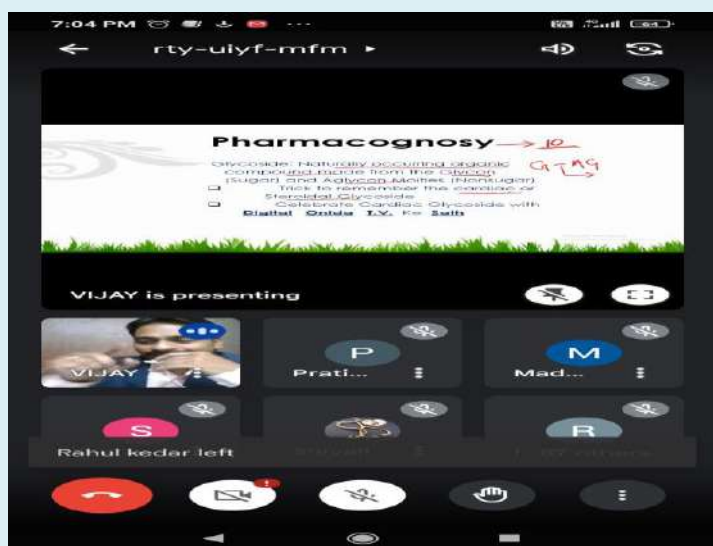 7:04 PM
64
rty-uiyf-mfm
Pharmacognosy → 10
Glycoside: Naturally occurring organic
compound made from the Glycon
(Sugar) and Aglycon Moities (Nonsugar)
Trick to remember the cardiac or
Steroidal Glycoside
Celebrate Cardiac Glycoside with
Digital Onida T.V. Ke Sath
VIJAY is presenting
VIJAY
P
Prati...
M
Mad...
S
R
Rahul kedar left